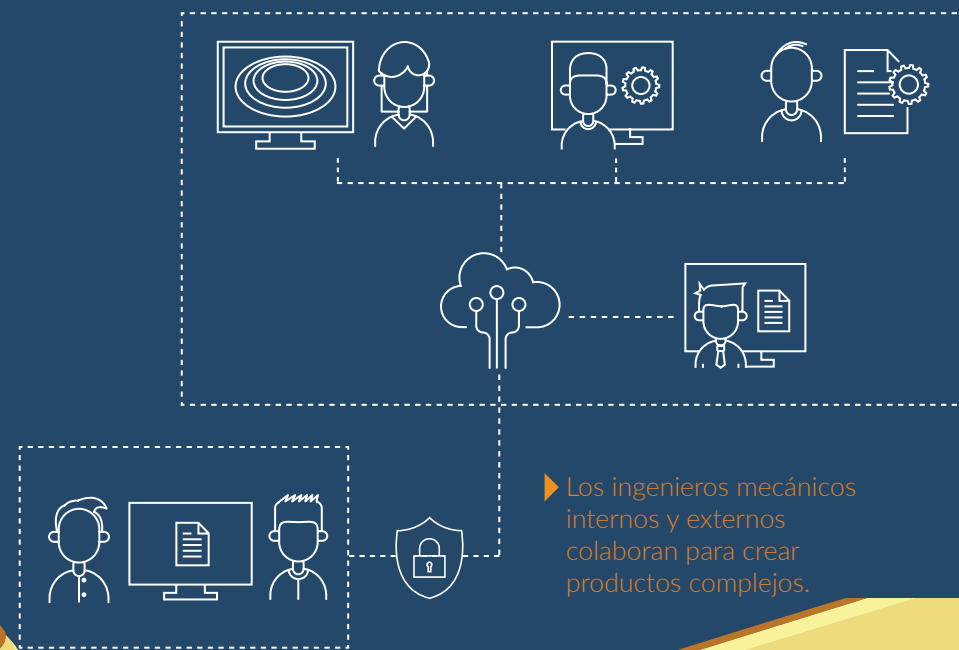 Los ingenieros mecánicos
internos y externos
colaboran para crear
productos complejos.